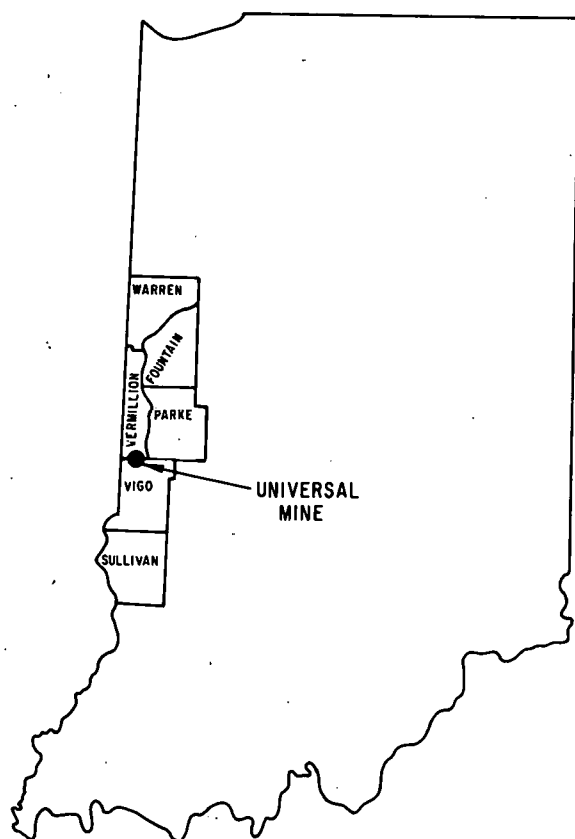 WARREN
FOUNTAIN
VERMILLION
PARKE
VIGO
UNIVERSAL
MINE
SULLIVAN